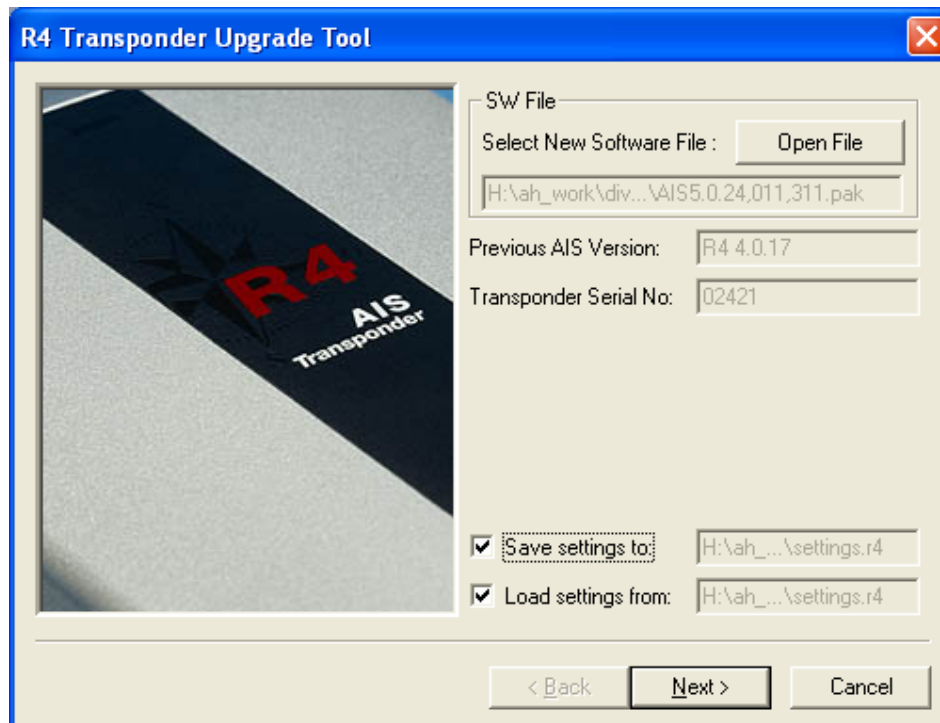 R4 Transponder Upgrade Tool
R4
AIS
Transponder
SW File
Select New Software File :
Open File
H:\ah_work\div...\AIS5.0.24,011,311.pak
Previous AIS Version:
R4 4.0.17
Transponder Serial No:
02421
Save settings to:
H:\ah_...\settings.r4
Load settings from:
H:\ah_...\settings.r4
< Back
Next >
Cancel